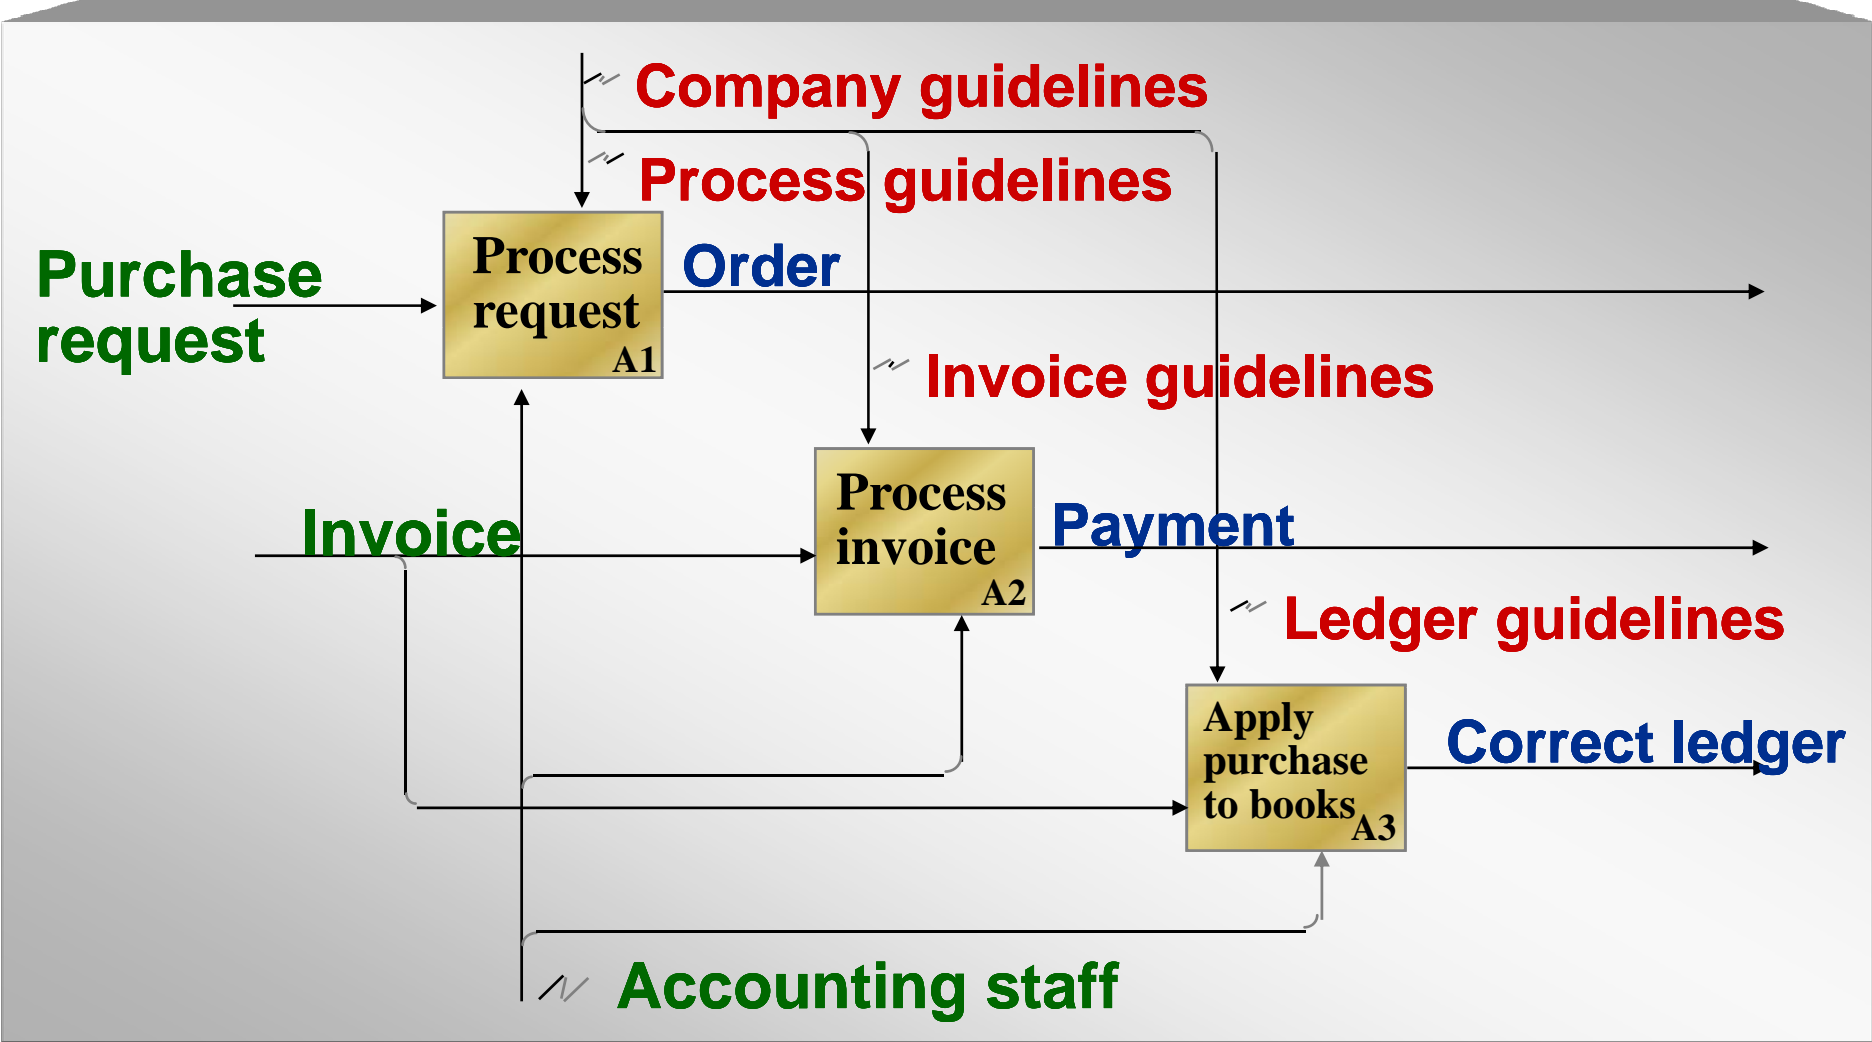 Company guidelines
Process guidelines
Purchase
request
Process
request
A1
Order
Invoice guidelines
Invoice
Process
invoice
A2
Payment
Ledger guidelines
Apply
purchase
to books
A3
Correct ledger
Accounting staff